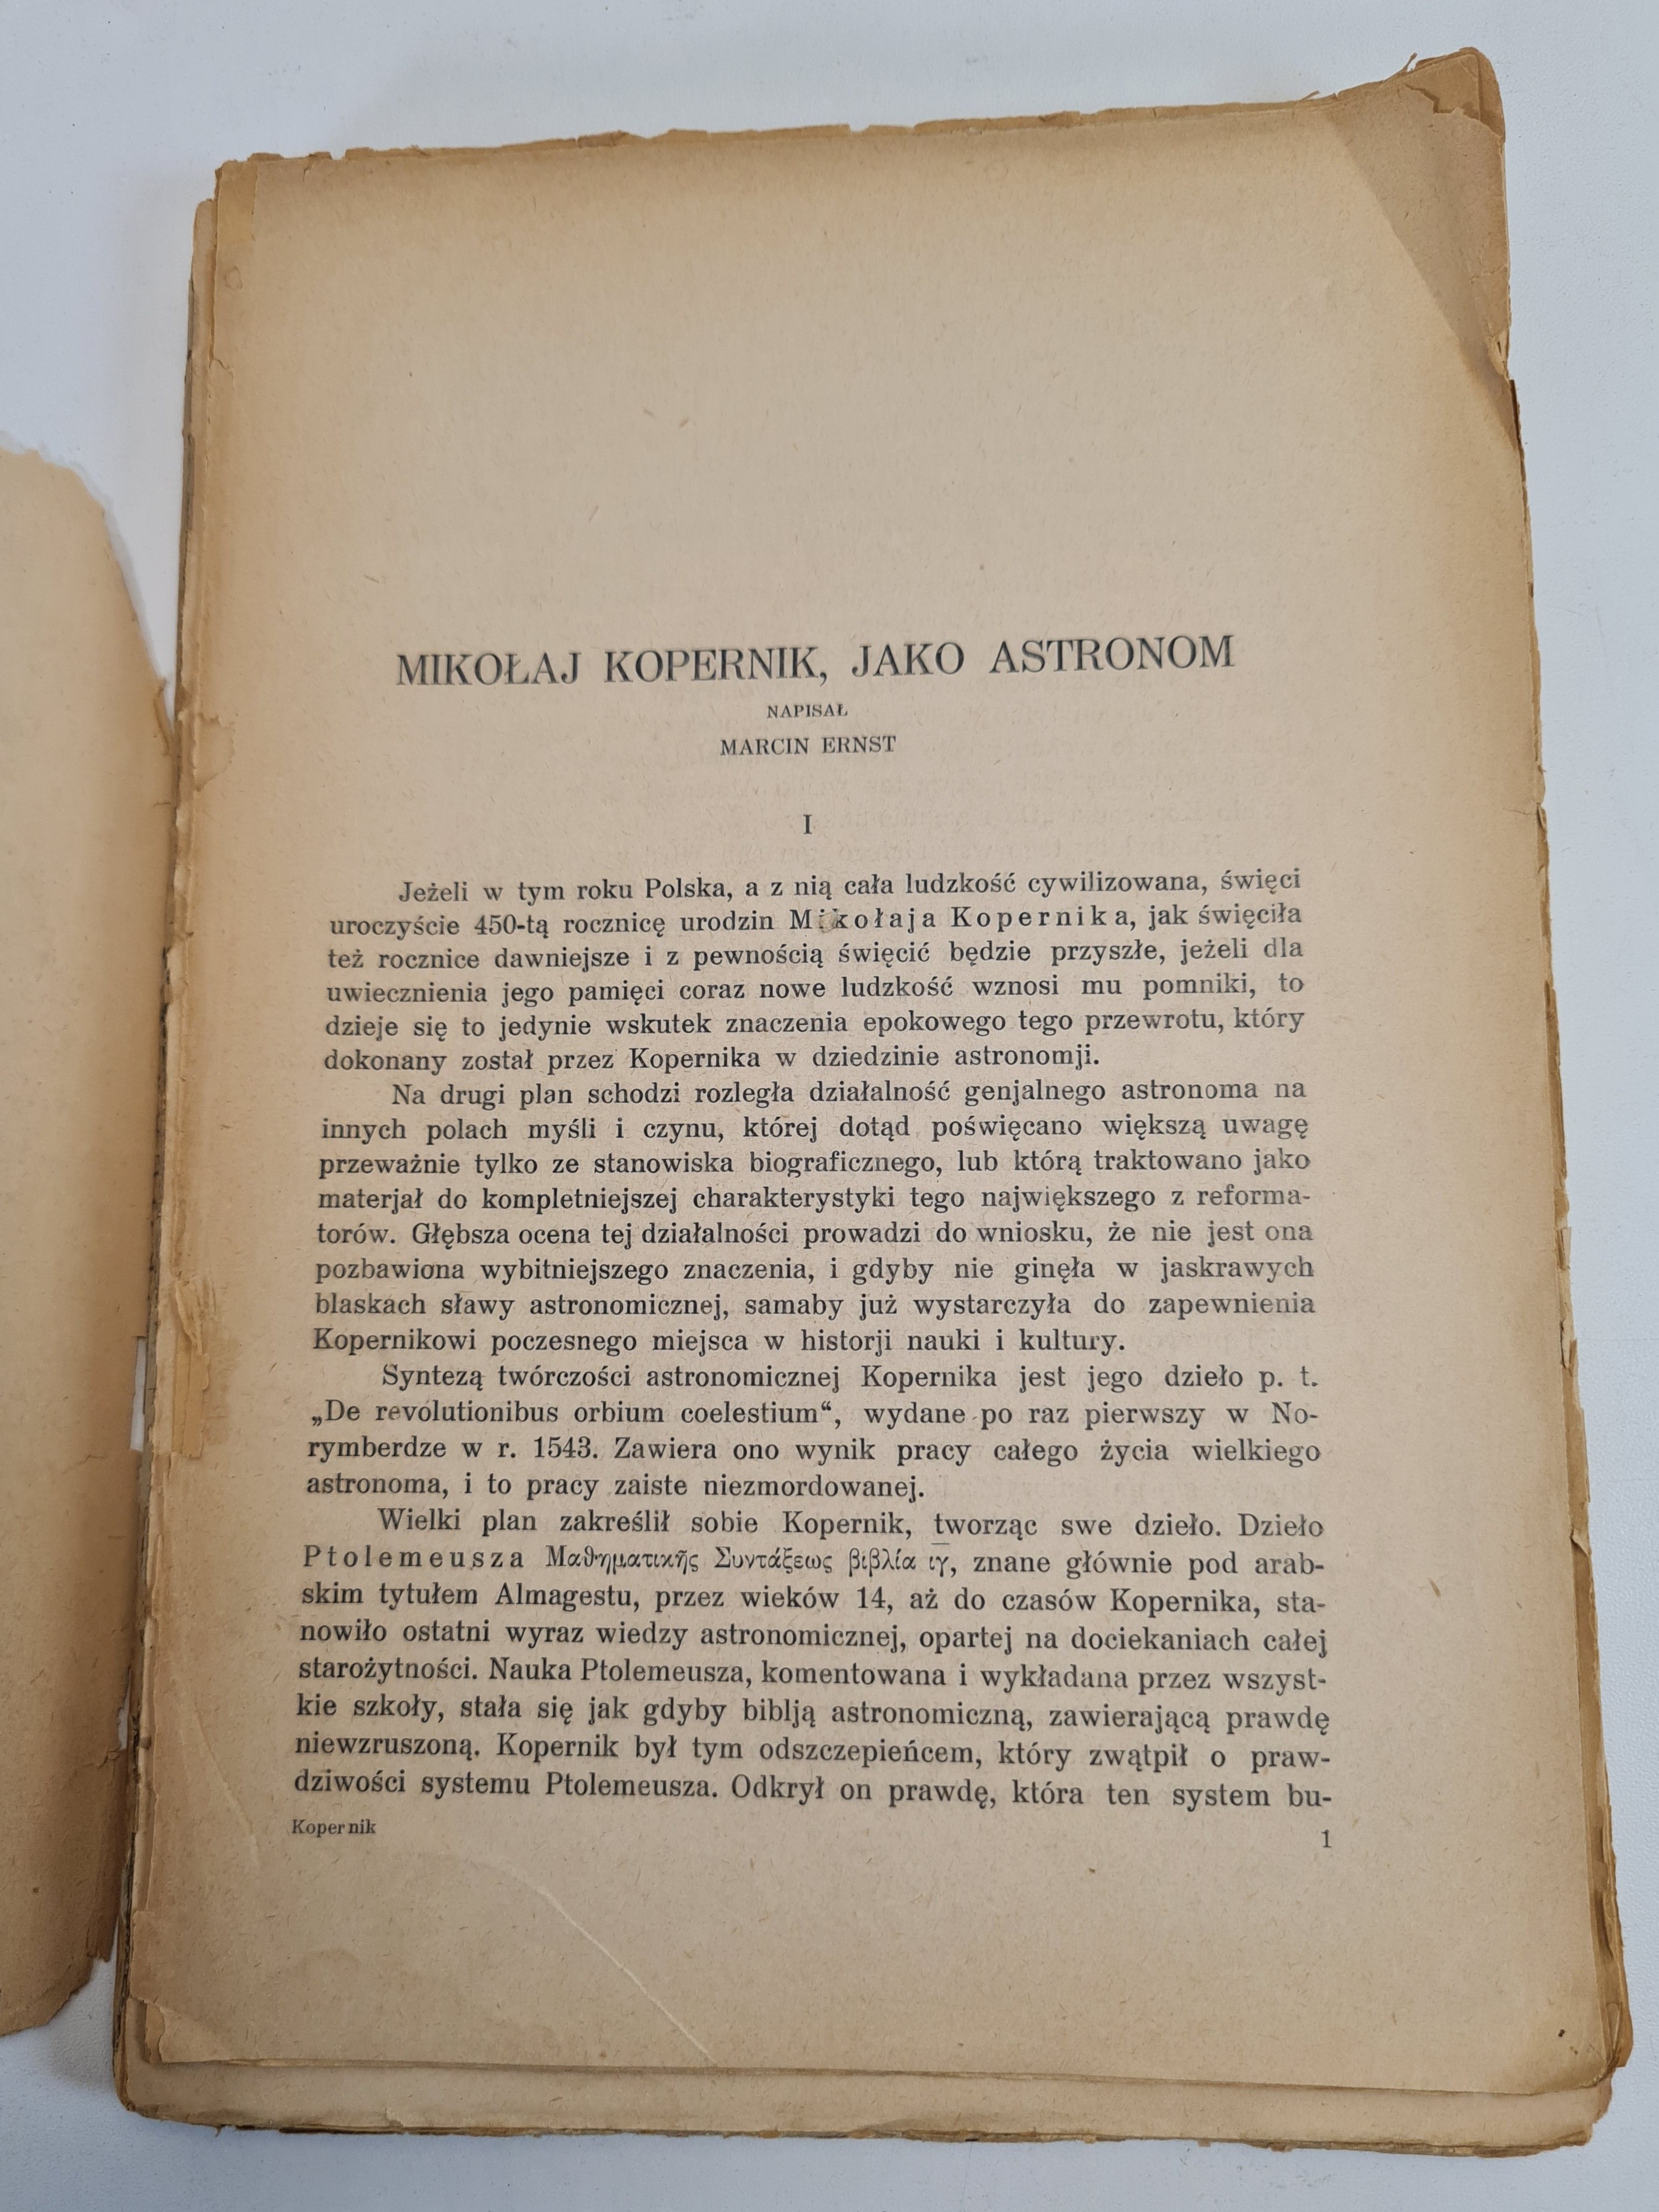 MIKOŁAJ KOPERNIK, JAKO ASTRONOM
NAPISAŁ
MARCIN ERNST
I
Jeżeli w tym roku Polska, a z nią cała ludzkość cywilizowana, święci
uroczyście 450-tą rocznicę urodzin Mikołaja Kopernika, jak święciła
też rocznice dawniejsze i z pewnością święcić będzie przyszłe, jeżeli dla
uwiecznienia jego pamięci coraz nowe ludzkość wznosi mu pomniki, to
dzieje się to jedynie wskutek znaczenia epokowego tego przewrotu, który
dokonany został przez Kopernika w dziedzinie astronomji.
Na drugi plan schodzi rozległa działalność genjalnego astronoma na
innych polach myśli i czynu, której dotąd poświęcano większą uwagę
przeważnie tylko ze stanowiska biograficznego, lub którą traktowano jako
materjał do kompletniejszej charakterystyki tego największego z reforma-
torów. Głębsza ocena tej działalności prowadzi do wniosku, że nie jest ona
pozbawiona wybitniejszego znaczenia, i gdyby nie ginęła w jaskrawych
blaskach sławy astronomicznej, samaby już wystarczyła do zapewnienia
Kopernikowi poczesnego miejsca w historji nauki i kultury.
Syntezą twórczości astronomicznej Kopernika jest jego dzieło p. t.
„De revolutionibus orbium coelestium“, wydane po raz pierwszy w No-
rymberdze w r. 1543. Zawiera ono wynik pracy całego życia wielkiego
astronoma, i to pracy zaiste niezmordowanej.
Wielki plan zakreślił sobie Kopernik, tworząc swe dzieło. Dzieło
Ptolemeusza Μαθηματικῆς Συντάξεως βιβλία ιγ, znane głównie pod arab-
skim tytułem Almagestu, przez wieków 14, aż do czasów Kopernika, sta-
nowiło ostatni wyraz wiedzy astronomicznej, opartej na dociekaniach całej
starożytności. Nauka Ptolemeusza, komentowana i wykładana przez wszyst-
kie szkoły, stała się jak gdyby biblją astronomiczną, zawierającą prawdę
niewzruszoną. Kopernik był tym odszczepieńcem, który zwątpił o praw-
dziwości systemu Ptolemeusza. Odkrył on prawdę, która ten system bu-
Kopernik
1